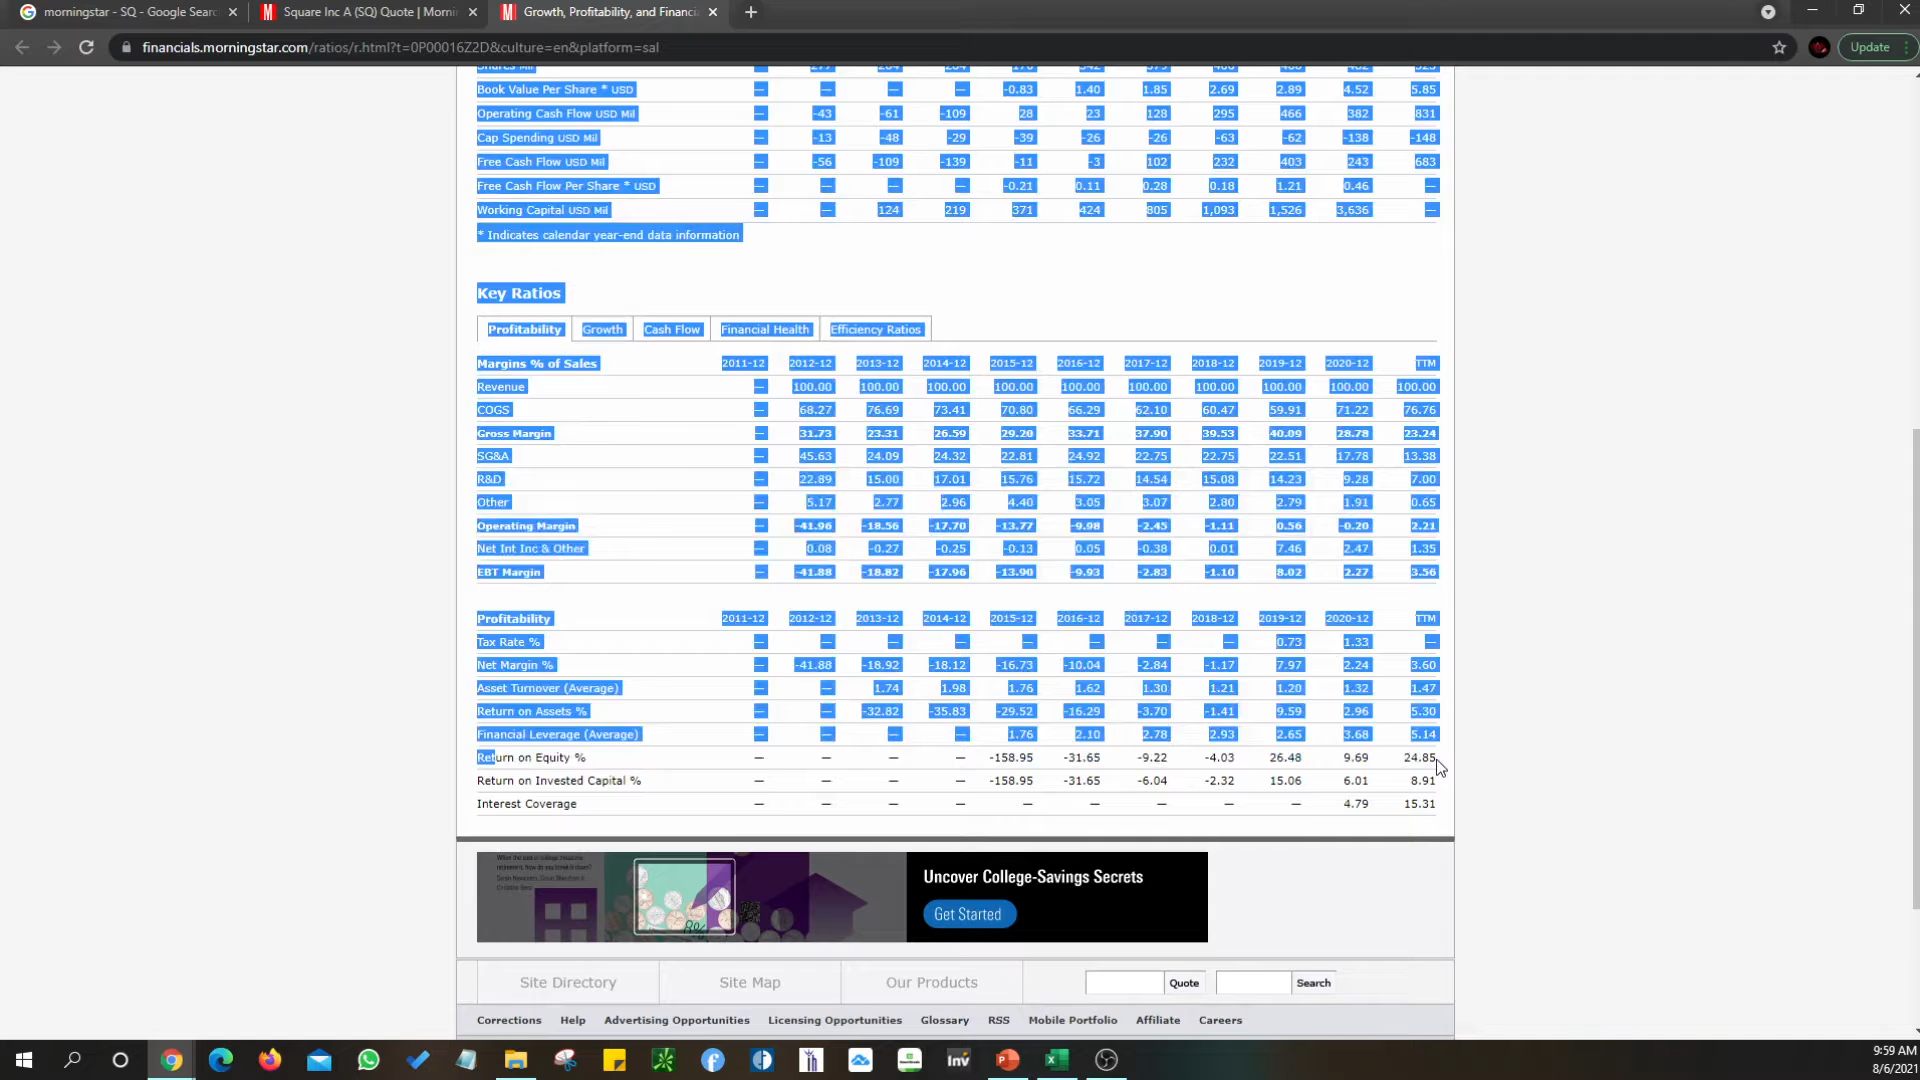 morningstar - SQ - Google Searc
Square Inc A (SQ) Quote | Mornin
Growth, Profitability, and Financia
financials.morningstar.com/ratios/r.html?t=0P00016Z2D&culture=en&platform=sal
Update
Shares Mil
Book Value Per Share * USD — — — — -0.83 1.40 1.85 2.69 2.89 4.52 5.85
Operating Cash Flow USD Mil — -43 -61 -109 28 23 128 295 466 382 831
Cap Spending USD Mil — -13 -48 -29 -39 -26 -26 -63 -62 -138 -148
Free Cash Flow USD Mil — -56 -109 -139 -11 -3 102 232 403 243 683
Free Cash Flow Per Share * USD — — — — -0.21 0.11 0.28 0.18 1.21 0.46 —
Working Capital USD Mil — — 124 219 371 424 805 1,093 1,526 3,636 —
* Indicates calendar year-end data information
Key Ratios
Profitability Growth Cash Flow Financial Health Efficiency Ratios
Margins % of Sales 2011-12 2012-12 2013-12 2014-12 2015-12 2016-12 2017-12 2018-12 2019-12 2020-12 TTM
Revenue — 100.00 100.00 100.00 100.00 100.00 100.00 100.00 100.00 100.00 100.00
COGS — 68.27 76.69 73.41 70.80 66.29 62.10 60.47 59.91 71.22 76.76
Gross Margin — 31.73 23.31 26.59 29.20 33.71 37.90 39.53 40.09 28.78 23.24
SG&A — 45.63 24.09 24.32 22.81 24.92 22.75 22.75 22.51 17.78 13.38
R&D — 22.89 15.00 17.01 15.76 15.72 14.54 15.08 14.23 9.28 7.00
Other — 5.17 2.77 2.96 4.40 3.05 3.07 2.80 2.79 1.91 0.65
Operating Margin — -41.96 -18.56 -17.70 -13.77 -9.98 -2.45 -1.11 0.56 -0.20 2.21
Net Int Inc & Other — 0.08 -0.27 -0.25 -0.13 0.05 -0.38 0.01 7.46 2.47 1.35
EBT Margin — -41.88 -18.82 -17.96 -13.90 -9.93 -2.83 -1.10 8.02 2.27 3.56
Profitability 2011-12 2012-12 2013-12 2014-12 2015-12 2016-12 2017-12 2018-12 2019-12 2020-12 TTM
Tax Rate % — — — — — — — — 0.73 1.33 —
Net Margin % — -41.88 -18.92 -18.12 -16.73 -10.04 -2.84 -1.17 7.97 2.24 3.60
Asset Turnover (Average) — — 1.74 1.98 1.76 1.62 1.30 1.21 1.20 1.32 1.47
Return on Assets % — — -32.82 -35.83 -29.52 -16.29 -3.70 -1.41 9.59 2.96 5.30
Financial Leverage (Average) — — — — 1.76 2.10 2.78 2.93 2.65 3.68 5.14
Return on Equity % — — — — -158.95 -31.65 -9.22 -4.03 26.48 9.69 24.85
Return on Invested Capital % — — — — -158.95 -31.65 -6.04 -2.32 15.06 6.01 8.91
Interest Coverage — — — — — — — — — 4.79 15.31
Uncover College-Savings Secrets
Get Started
Site Directory Site Map Our Products Quote Search
Corrections Help Advertising Opportunities Licensing Opportunities Glossary RSS Mobile Portfolio Affiliate Careers
Inv
9:59 AM
8/6/2021